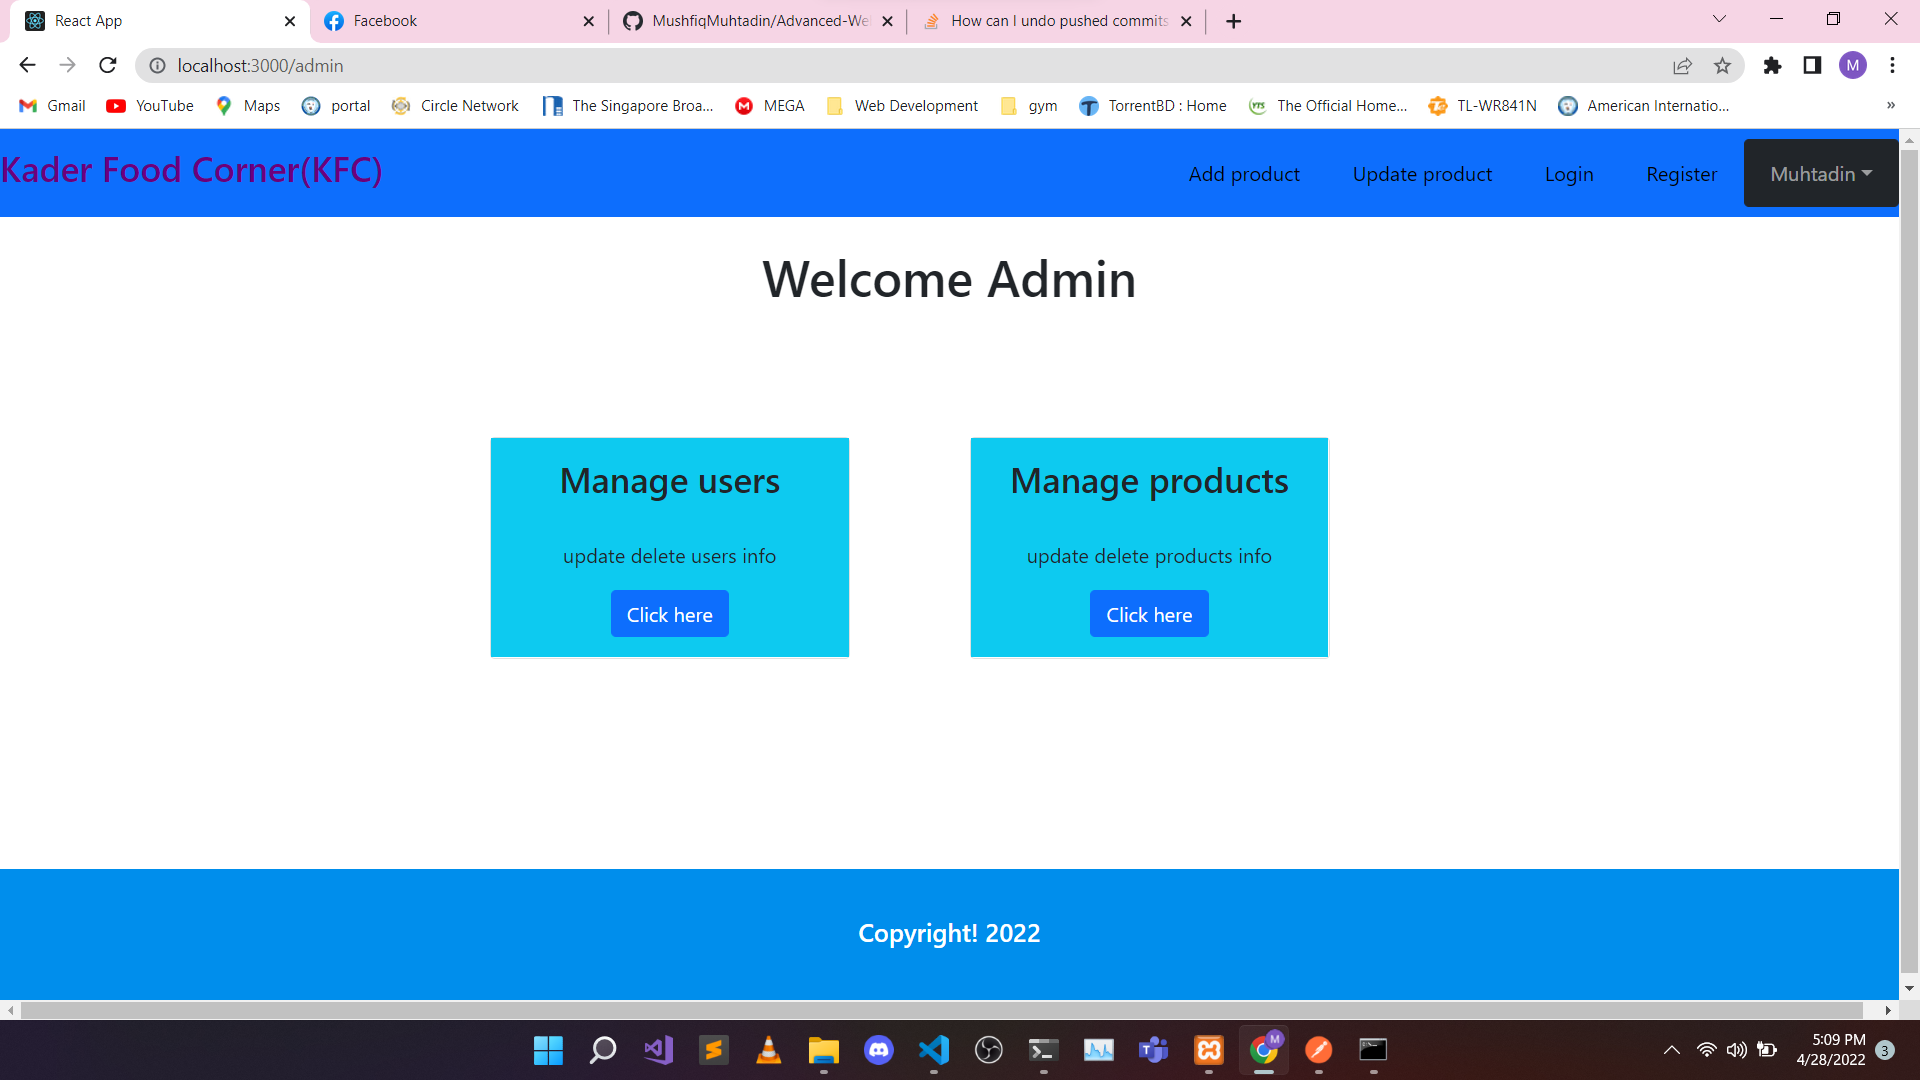 React App
Facebook
MushfiqMuhtadin/Advanced-We
How can I undo pushed commits
localhost:3000/admin
M
Gmail
YouTube
Maps
portal
Circle Network
The Singapore Broa...
MEGA
Web Development
gym
TorrentBD : Home
The Official Home...
TL-WR841N
American Internatio...
»
Kader Food Corner(KFC)
Add product
Update product
Login
Register
Muhtadin
Welcome Admin
Manage users
update delete users info
Click here
Manage products
update delete products info
Click here
Copyright! 2022
M
5:09 PM
4/28/2022
3